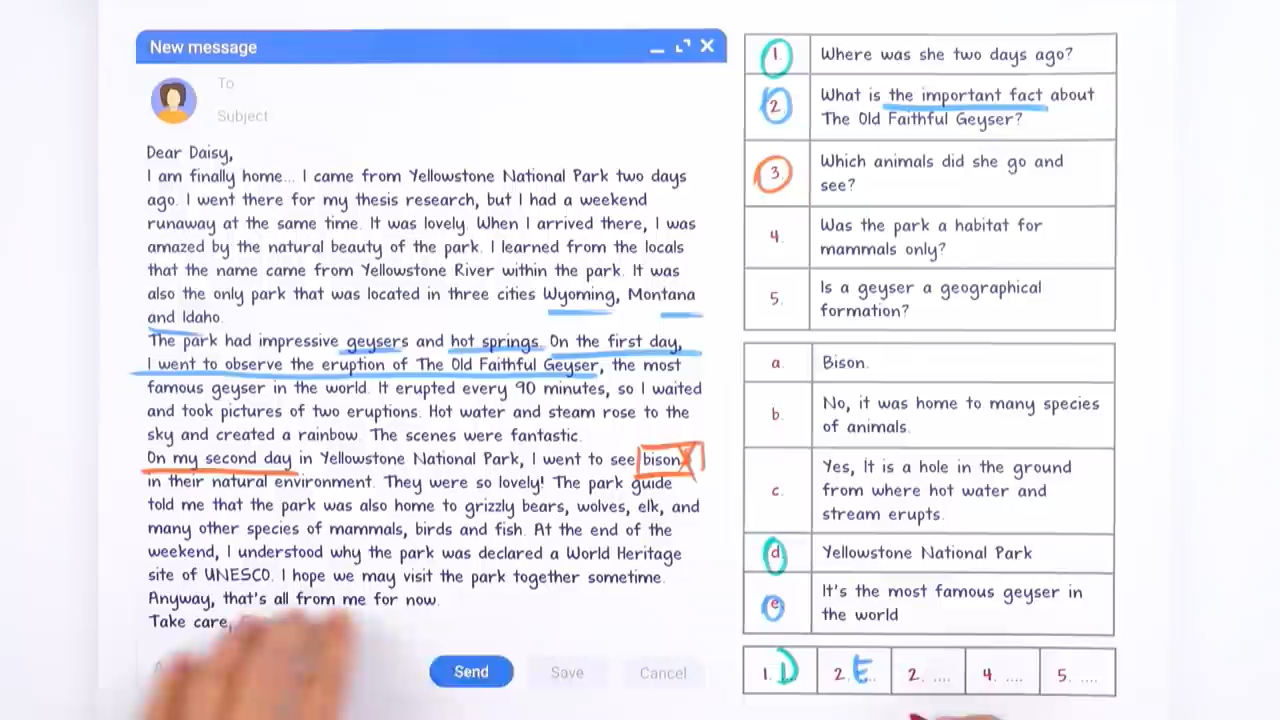 New message
To
Subject
Dear Daisy,
I am finally home... I came from Yellowstone National Park two days
ago. I went there for my thesis research, but I had a weekend
runaway at the same time. It was lovely. When I arrived there, I was
amazed by the natural beauty of the park. I learned from the locals
that the name came from Yellowstone River within the park. It was
also the only park that was located in three cities Wyoming, Montana
and Idaho.
The park had impressive geysers and hot springs. On the first day,
I went to observe the eruption of The Old Faithful Geyser, the most
famous geyser in the world. It erupted every 90 minutes, so I waited
and took pictures of two eruptions. Hot water and steam rose to the
sky and created a rainbow. The scenes were fantastic.
On my second day in Yellowstone National Park, I went to see bison
in their natural environment. They were so lovely! The park guide
told me that the park was also home to grizzly bears, wolves, elk, and
many other species of mammals, birds and fish. At the end of the
weekend, I understood why the park was declared a World Heritage
site of UNESCO. I hope we may visit the park together sometime.
Anyway, that's all from me for now.
Take care,
Send
Save
Cancel
1. Where was she two days ago?
2. What is the important fact about
The Old Faithful Geyser?
3. Which animals did she go and
see?
4. Was the park a habitat for
mammals only?
5. Is a geyser a geographical
formation?
a. Bison.
b. No, it was home to many species
of animals.
c. Yes, It is a hole in the ground
from where hot water and
stream erupts.
d Yellowstone National Park
e It's the most famous geyser in
the world
1. D 2. E.. 2. .... 4. .... 5. ....